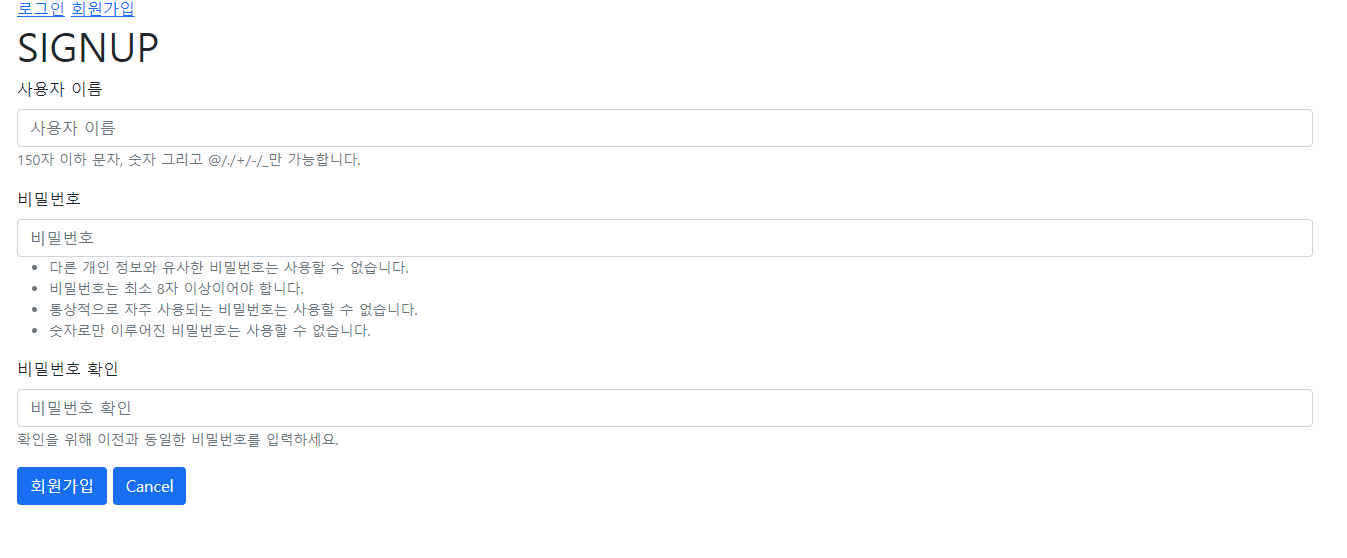 로그인 회원가입
SIGNUP
사용자 이름
사용자 이름
150자 이하 문자, 숫자 그리고 @/./+/-/_만 가능합니다.
비밀번호
비밀번호
다른 개인 정보와 유사한 비밀번호는 사용할 수 없습니다.
비밀번호는 최소 8자 이상이어야 합니다.
통상적으로 자주 사용되는 비밀번호는 사용할 수 없습니다.
숫자로만 이루어진 비밀번호는 사용할 수 없습니다.
비밀번호 확인
비밀번호 확인
확인을 위해 이전과 동일한 비밀번호를 입력하세요.
회원가입 Cancel